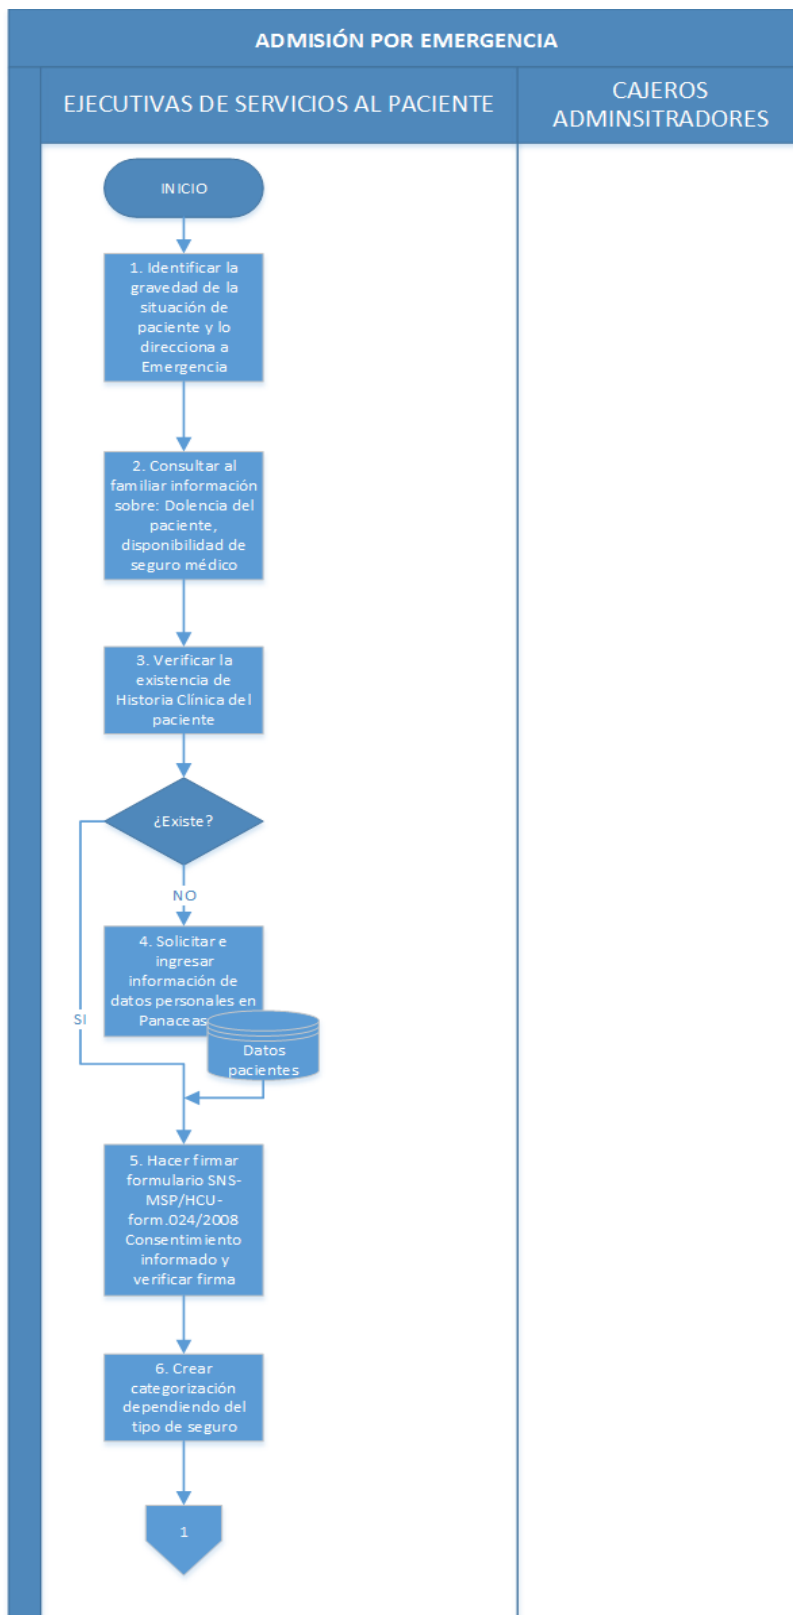 ADMISIÓN POR EMERGENCIA
EJECUTIVAS DE SERVICIOS AL PACIENTE
CAJEROS
ADMINSITRADORES
INICIO
1. Identificar la
gravedad de la
situación de
paciente y lo
direcciona a
Emergencia
2. Consultar al
familiar información
sobre: Dolencia del
paciente,
disponibilidad de
seguro médico
3. Verificar la
existencia de
Historia Clínica del
paciente
¿Existe?
NO
4. Solicitar e
ingresar
información de
datos personales en
Panaceas
SI
Datos
pacientes
5. Hacer firmar
formulario SNS-
MSP/HCU-
form.024/2008
Consentimiento
informado y
verificar firma
6. Crear
categorización
dependiendo del
tipo de seguro
1